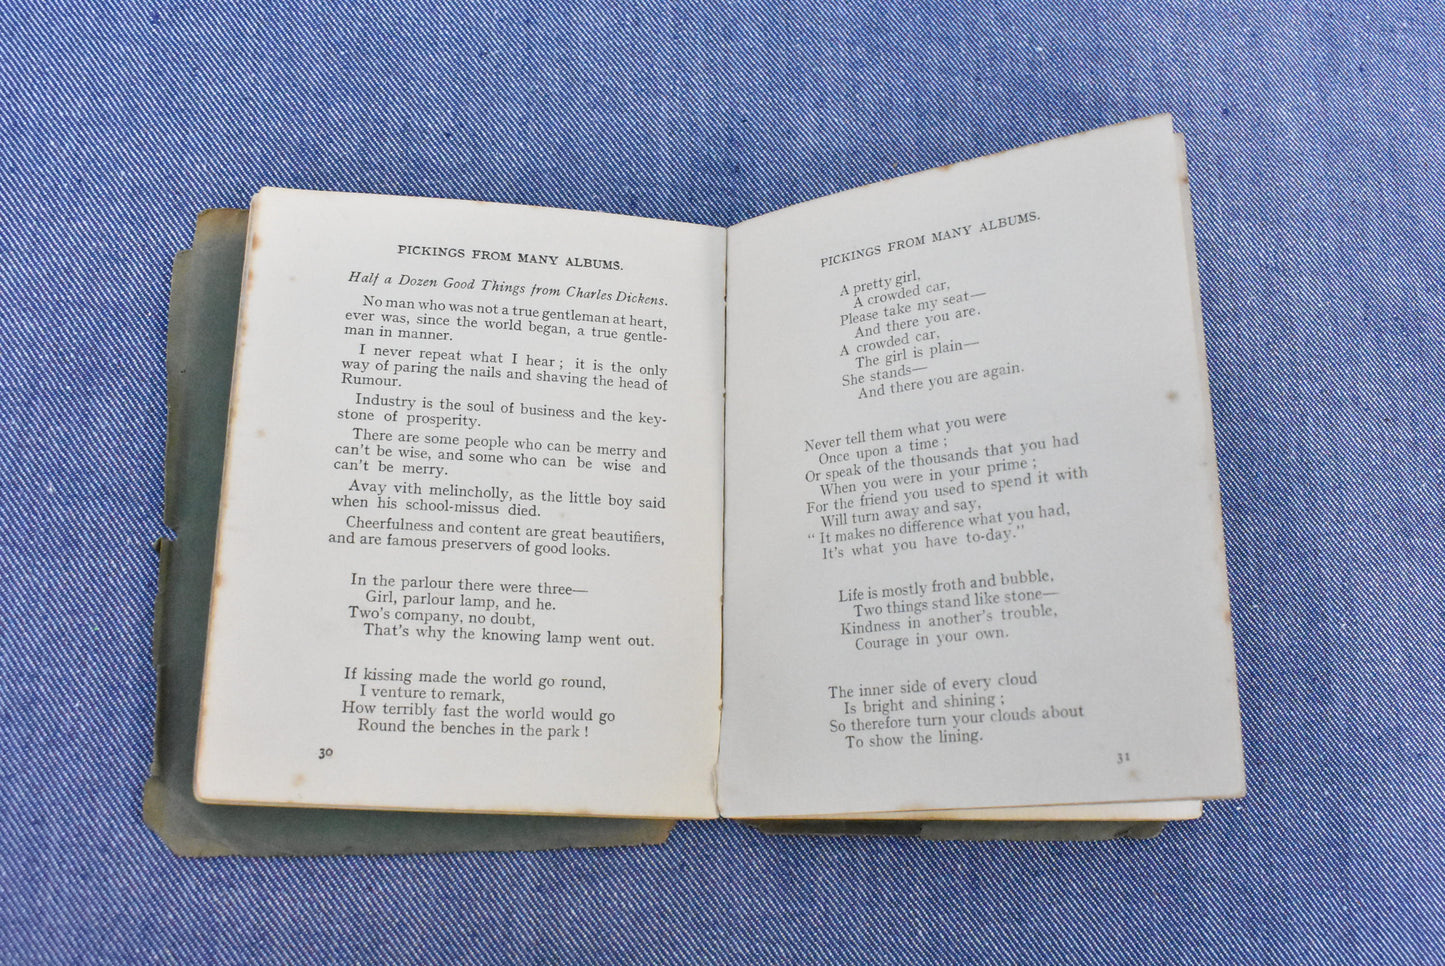 PICKINGS FROM MANY ALBUMS.
Half a Dozen Good Things from Charles Dickens.
No man who was not a true gentleman at heart,
ever was, since the world began, a true gentle-
man in manner.
I never repeat what I hear; it is the only
way of paring the nails and shaving the head of
Rumour.
Industry is the soul of business and the key-
stone of prosperity.
There are some people who can be merry and
can't be wise, and some who can be wise and
can't be merry.
Avay vith melincholly, as the little boy said
when his school-missus died.
Cheerfulness and content are great beautifiers,
and are famous preservers of good looks.
In the parlour there were three—
Girl, parlour lamp, and he.
Two's company, no doubt,
That's why the knowing lamp went out.
If kissing made the world go round,
I venture to remark,
How terribly fast the world would go
Round the benches in the park!
30
PICKINGS FROM MANY ALBUMS.
A pretty girl,
A crowded car,
Please take my seat—
And there you are.
A crowded car,
The girl is plain—
She stands—
And there you are again.
Never tell them what you were
Once upon a time;
Or speak of the thousands that you had
When you were in your prime;
For the friend you used to spend it with
Will turn away and say,
"It makes no difference what you had,
It's what you have to-day."
Life is mostly froth and bubble,
Two things stand like stone—
Kindness in another's trouble,
Courage in your own.
The inner side of every cloud
Is bright and shining;
So therefore turn your clouds about
To show the lining.
31